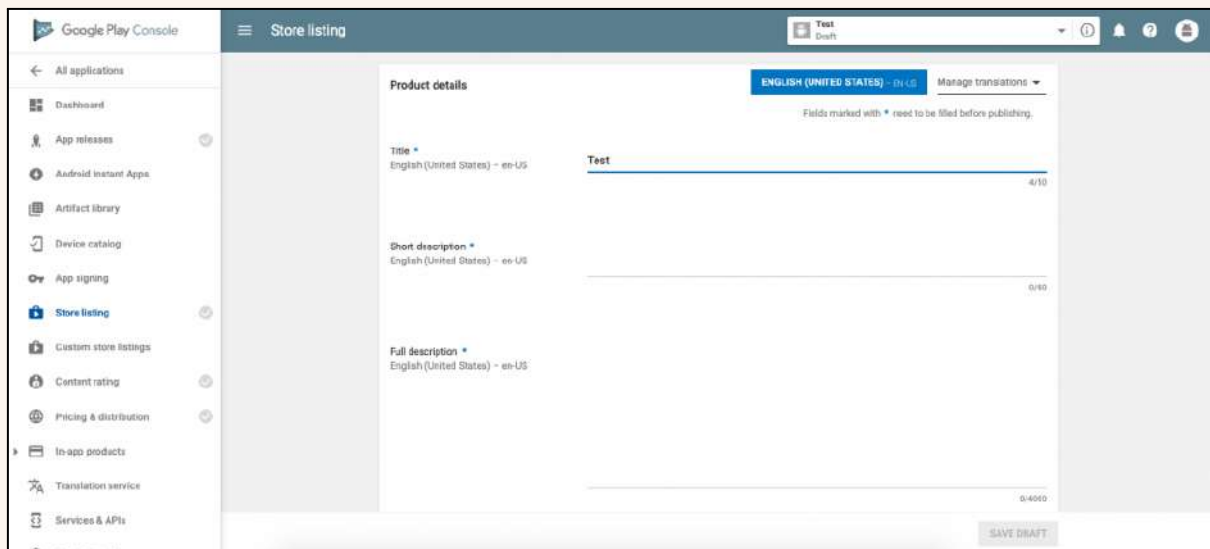 Google Play Console
Store listing
Test
Draft
All applications
Product details
ENGLISH (UNITED STATES) – EN-US
Manage translations
Dashboard
Fields marked with * need to be filled before publishing.
App releases
Title *
English (United States) – en-US
Test
4/50
Android Instant Apps
Artifact library
Device catalog
Short description *
English (United States) – en-US
0/80
App signing
Store listing
Custom store listings
Full description *
English (United States) – en-US
Content rating
Pricing & distribution
In-app products
Translation service
0/4000
Services & APIs
SAVE DRAFT